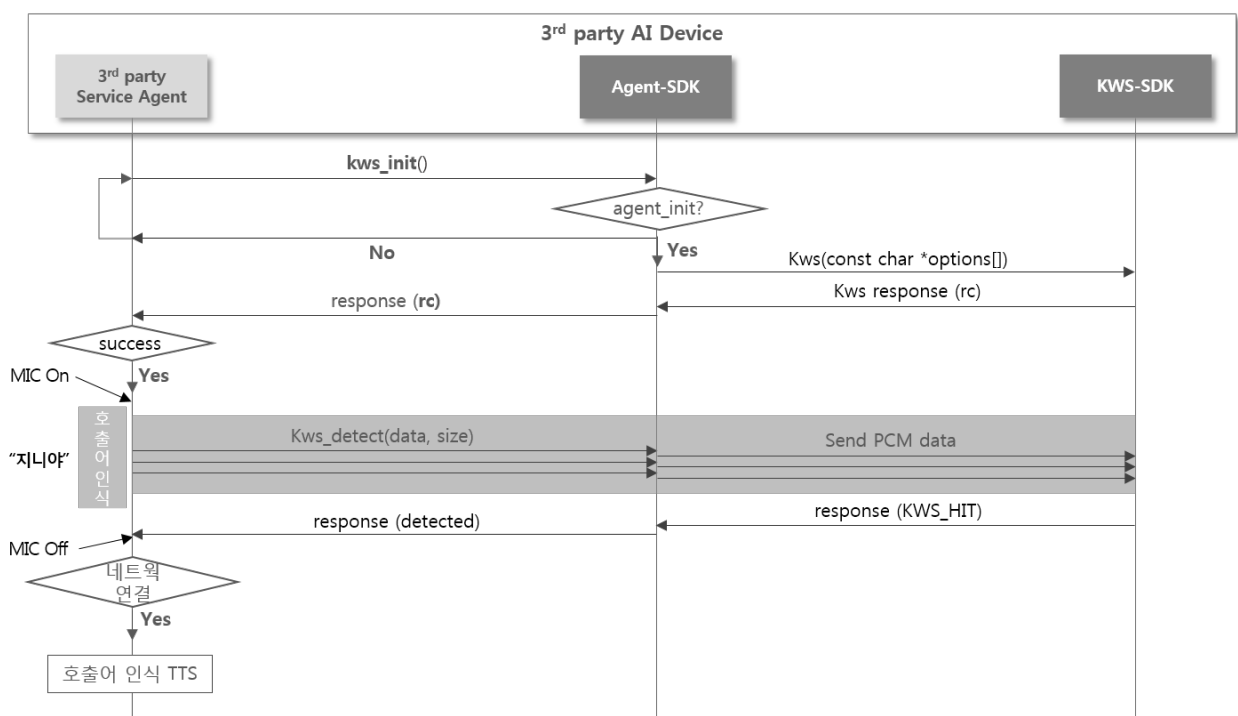 3rd party AI Device
3rd party
Service Agent
Agent-SDK
KWS-SDK
kws_init()
agent_init?
No
Yes
Kws(const char *options[])
Kws response (rc)
response (rc)
success
Yes
MIC On
호출어인식
"지니야"
Kws_detect(data, size)
Send PCM data
response (KWS_HIT)
response (detected)
MIC Off
네트웍
연결
Yes
호출어 인식 TTS